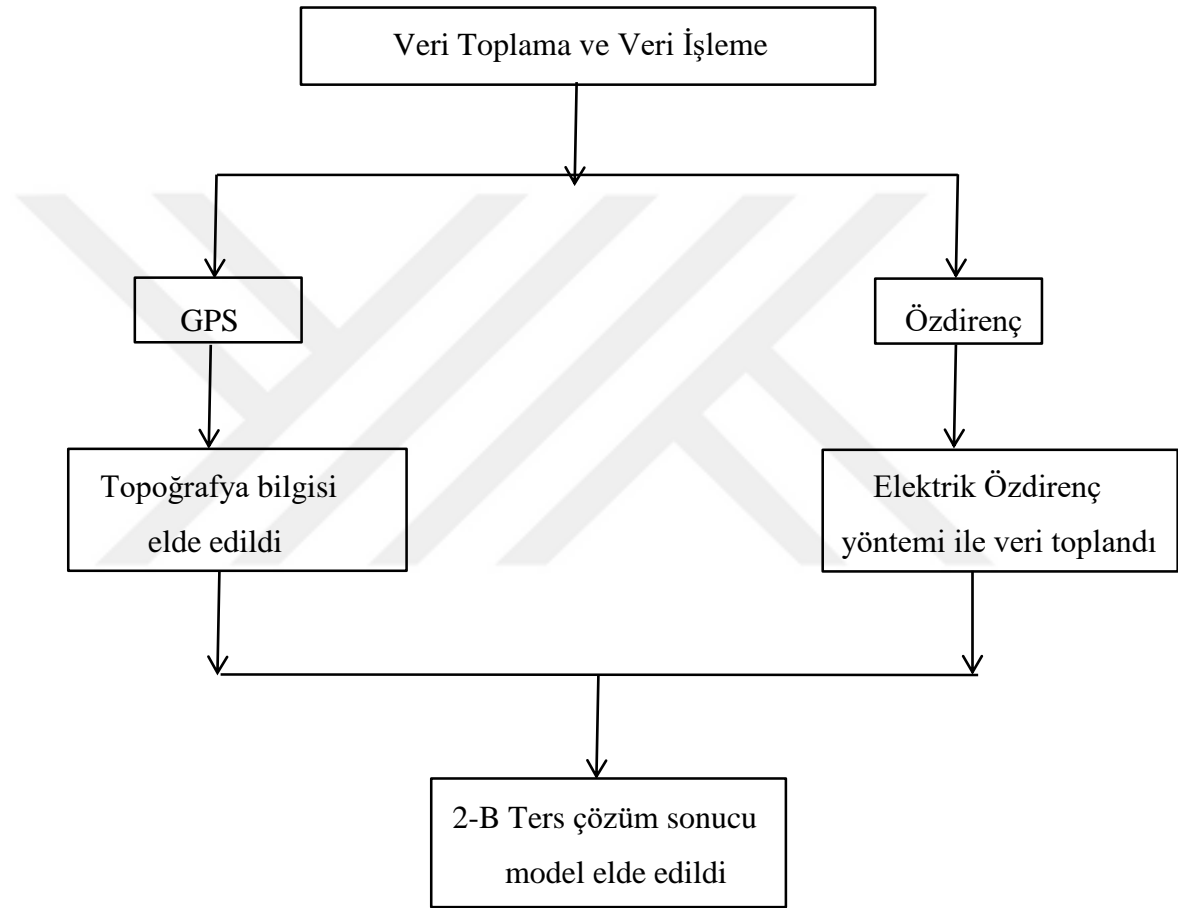 Veri Toplama ve Veri İşleme
GPS
Özdirenç
Topoğrafya bilgisi
elde edildi
Elektrik Özdirenç
yöntemi ile veri toplandı
2-B Ters çözüm sonucu
model elde edildi